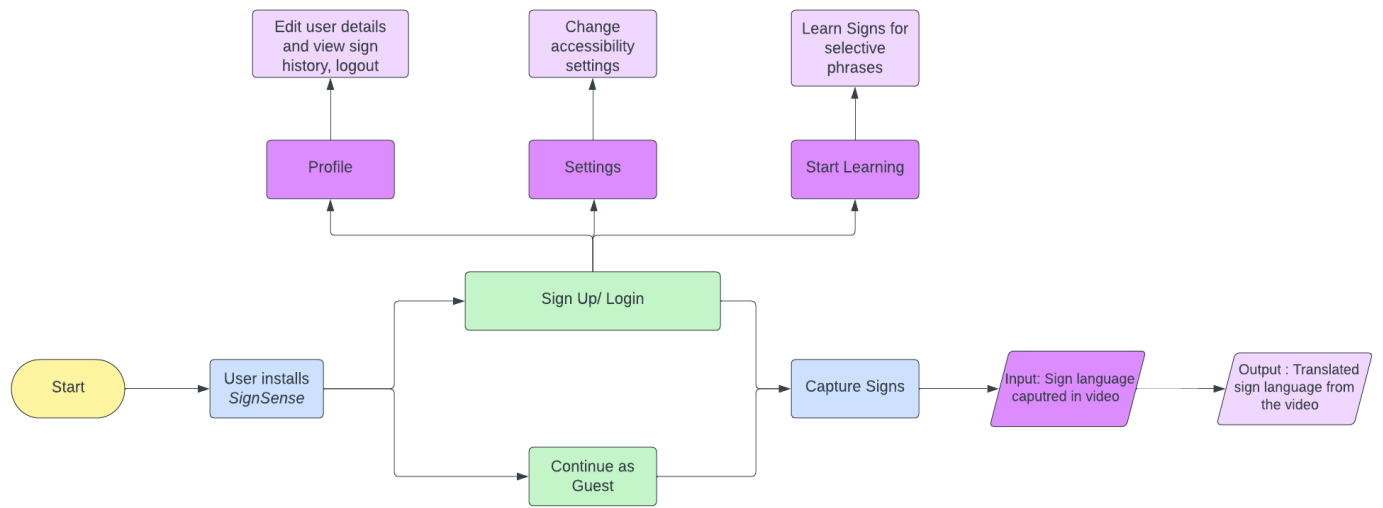 Edit user details
and view sign
history, logout
Change
accessibility
settings
Learn Signs for
selective
phrases
Profile
Settings
Start Learning
Sign Up/ Login
Start
User installs
SignSense
Capture Signs
Input: Sign language
caputred in video
Output : Translated
sign language from
the video
Continue as
Guest